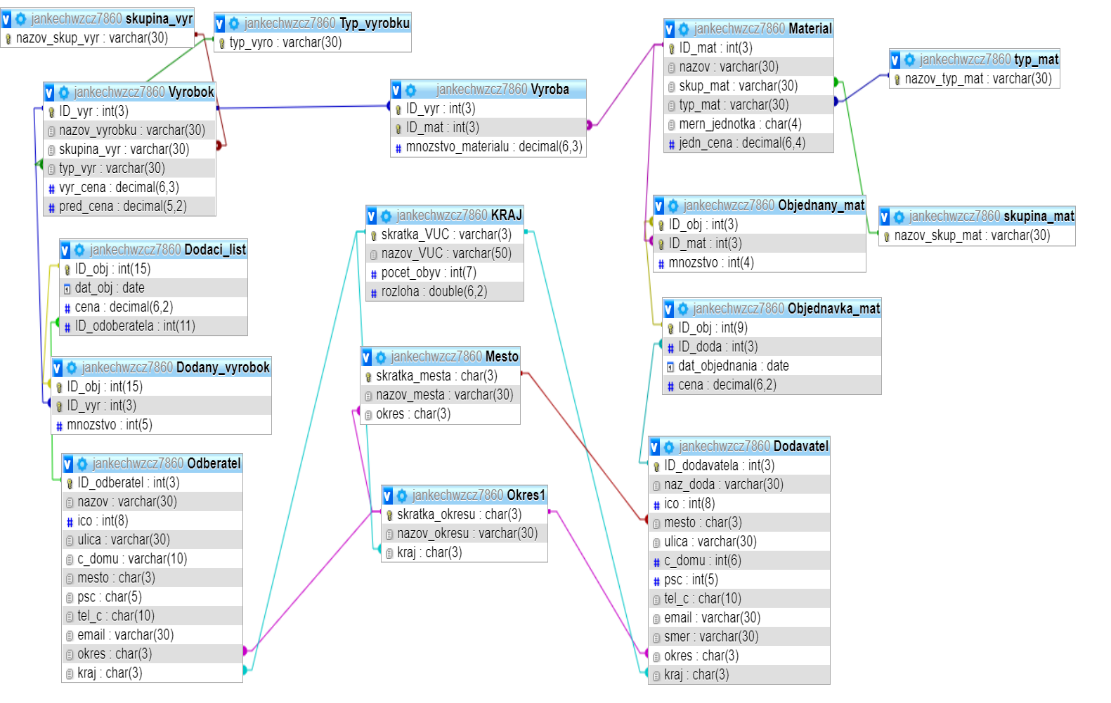 jankechwzcz7860 skupina_vyr
nazov_skup_vyr : varchar(30)
jankechwzcz7860 Typ_vyrobku
typ_vyro : varchar(30)
jankechwzcz7860 Vyrobok
ID_vyr : int(3)
nazov_vyrobku : varchar(30)
skupina_vyr : varchar(30)
typ_vyr : varchar(30)
vyr_cena : decimal(6,3)
pred_cena : decimal(5,2)
jankechwzcz7860 Vyroba
ID_vyr : int(3)
ID_mat : int(3)
mnozstvo_materialu : decimal(6,3)
jankechwzcz7860 Material
ID_mat : int(3)
nazov : varchar(30)
skup_mat : varchar(30)
typ_mat : varchar(30)
mern_jednotka : char(4)
jedn_cena : decimal(6,4)
jankechwzcz7860 typ_mat
nazov_typ_mat : varchar(30)
jankechwzcz7860 Dodaci_list
ID_obj : int(15)
dat_obj : date
cena : decimal(6,2)
ID_odoberatela : int(11)
jankechwzcz7860 KRAJ
skratka_VUC : varchar(3)
nazov_VUC : varchar(50)
pocet_obyv : int(7)
rozloha : double(6,2)
jankechwzcz7860 Objednany_mat
ID_obj : int(3)
ID_mat : int(3)
mnozstvo : int(4)
jankechwzcz7860 skupina_mat
nazov_skup_mat : varchar(30)
jankechwzcz7860 Dodany_vyrobok
ID_obj : int(15)
ID_vyr : int(3)
mnozstvo : int(5)
jankechwzcz7860 Mesto
skratka_mesta : char(3)
nazov_mesta : varchar(30)
okres : char(3)
jankechwzcz7860 Objednavka_mat
ID_obj : int(9)
ID_doda : int(3)
dat_objednania : date
cena : decimal(6,2)
jankechwzcz7860 Odberatel
ID_odberatel : int(3)
nazov : varchar(30)
ico : int(8)
ulica : varchar(30)
c_domu : varchar(10)
mesto : char(3)
psc : char(5)
tel_c : char(10)
email : varchar(30)
okres : char(3)
kraj : char(3)
jankechwzcz7860 Okres1
skratka_okresu : char(3)
nazov_okresu : varchar(30)
kraj : char(3)
jankechwzcz7860 Dodavatel
ID_dodavatela : int(3)
naz_doda : varchar(30)
ico : int(8)
mesto : char(3)
ulica : varchar(30)
c_domu : int(6)
psc : int(5)
tel_c : char(10)
email : varchar(30)
smer : varchar(30)
okres : char(3)
kraj : char(3)